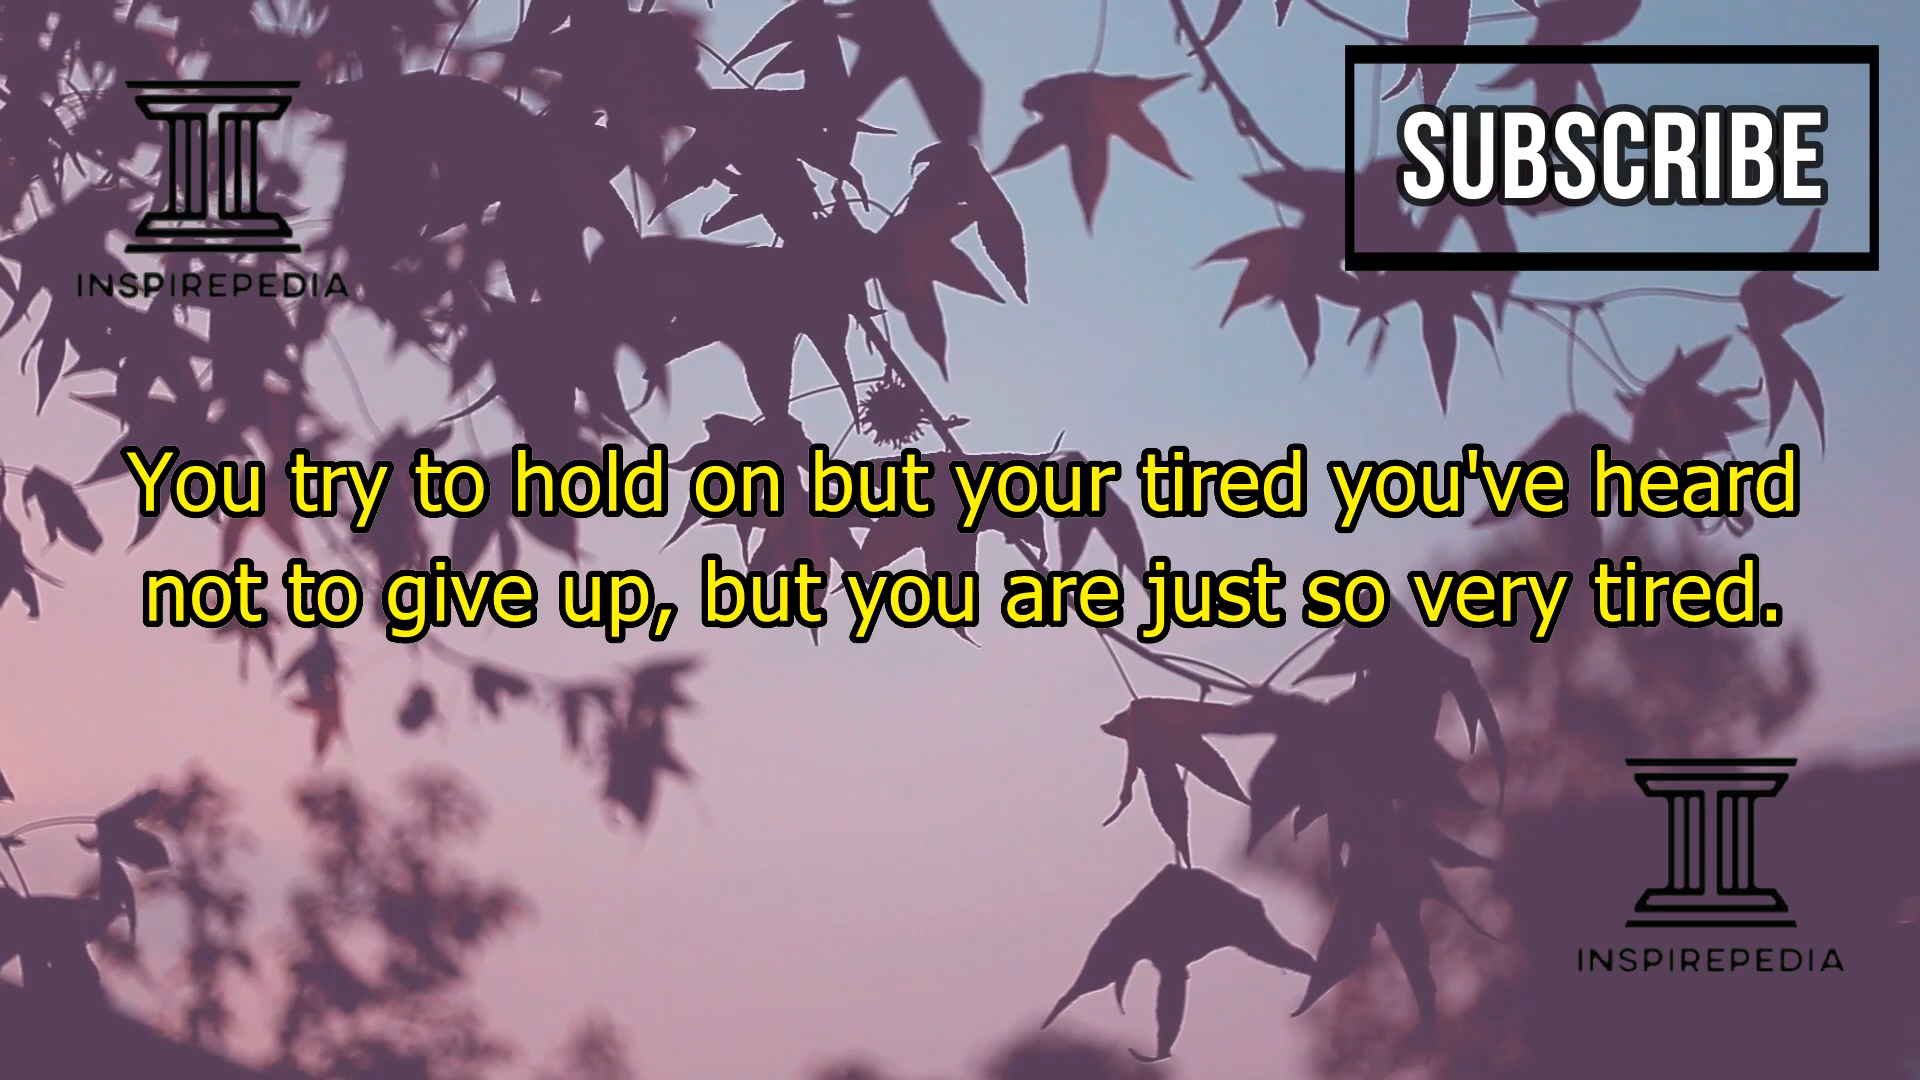 INSPIREPEDIA
SUBSCRIBE
You try to hold on but your tired you've heard
not to give up, but you are just so very tired.
INSPIREPEDIA